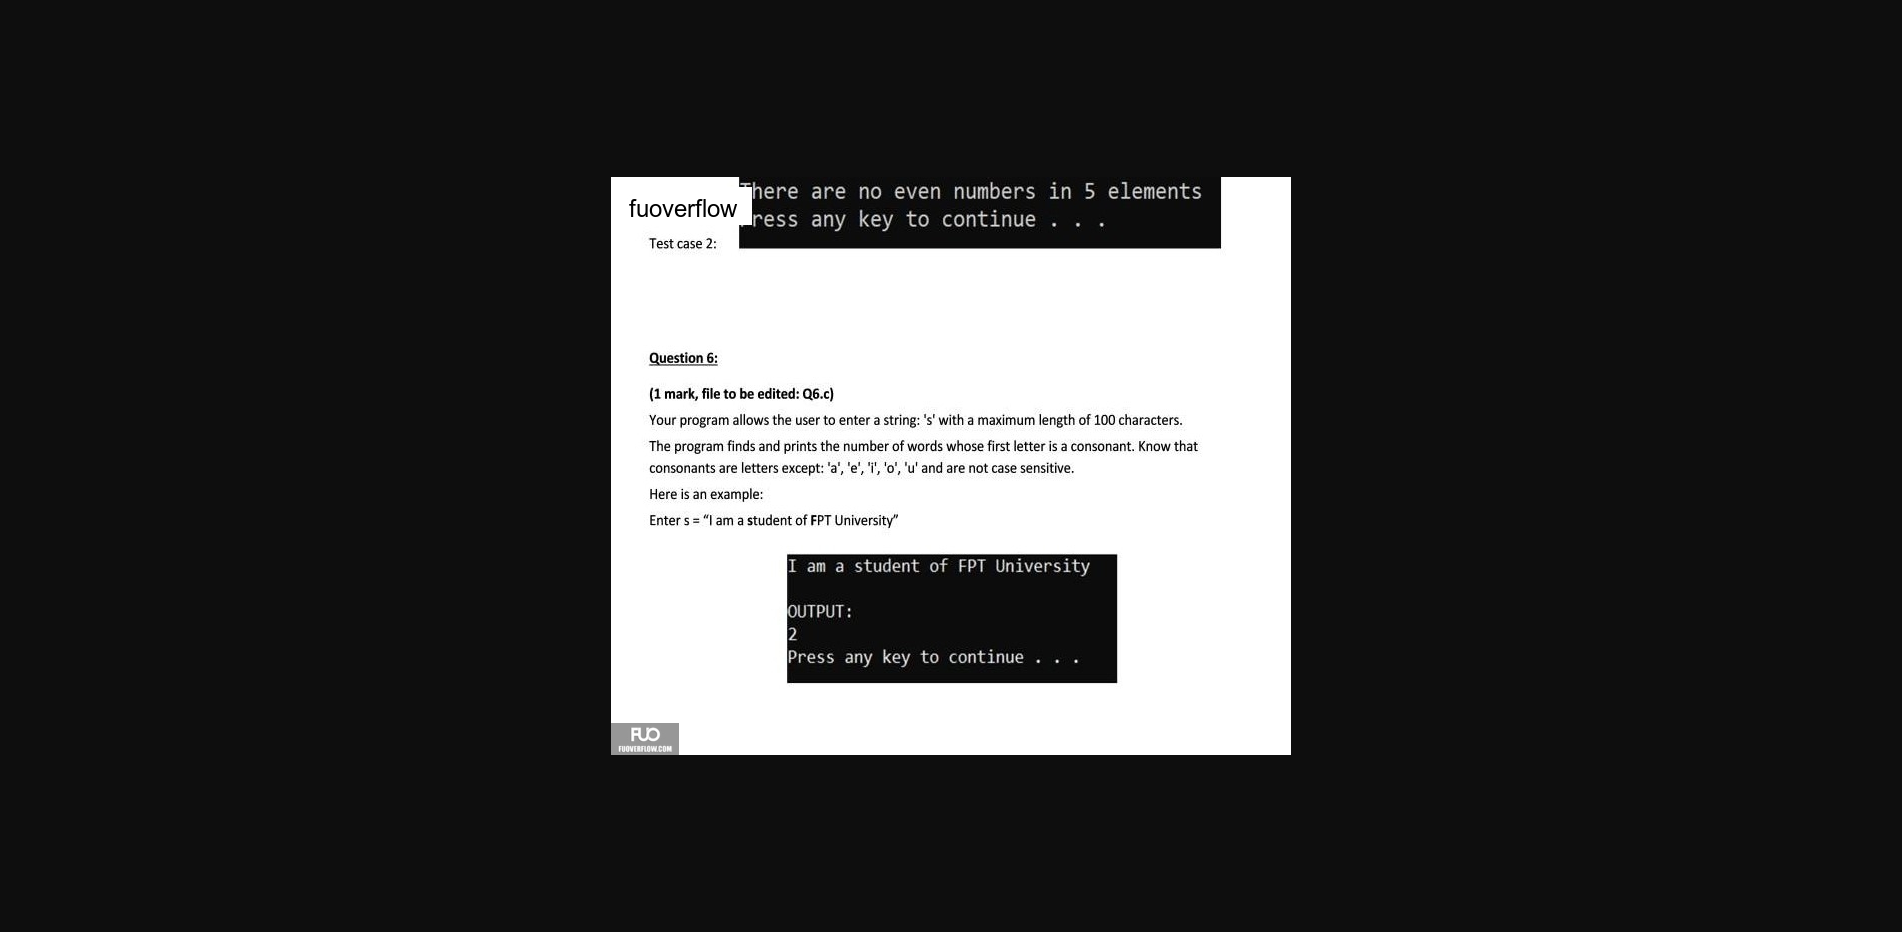 There are no even numbers in 5 elements
fuoverflow
Press any key to continue . . .
Test case 2:
Question 6:
(1 mark, file to be edited: Q6.c)
Your program allows the user to enter a string: 's' with a maximum length of 100 characters.
The program finds and prints the number of words whose first letter is a consonant. Know that
consonants are letters except: 'a', 'e', 'i', 'o', 'u' and are not case sensitive.
Here is an example:
Enter s = “I am a student of FPT University”
I am a student of FPT University
OUTPUT:
2
Press any key to continue . . .
FUO
FUOVERFLOW.COM